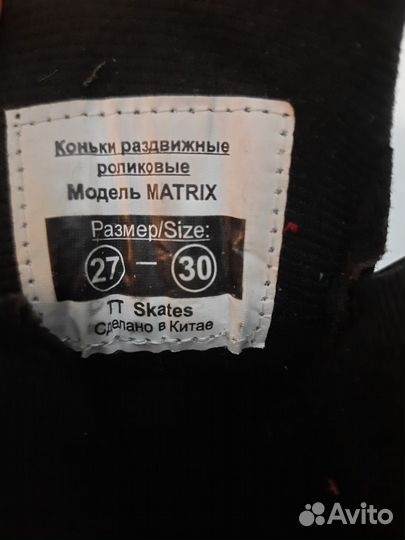 Коньки раздвижные
роликовые
Модель MATRIX
Размер/Size:
27 — 30
TT Skates
Сделано в Китае
Avito